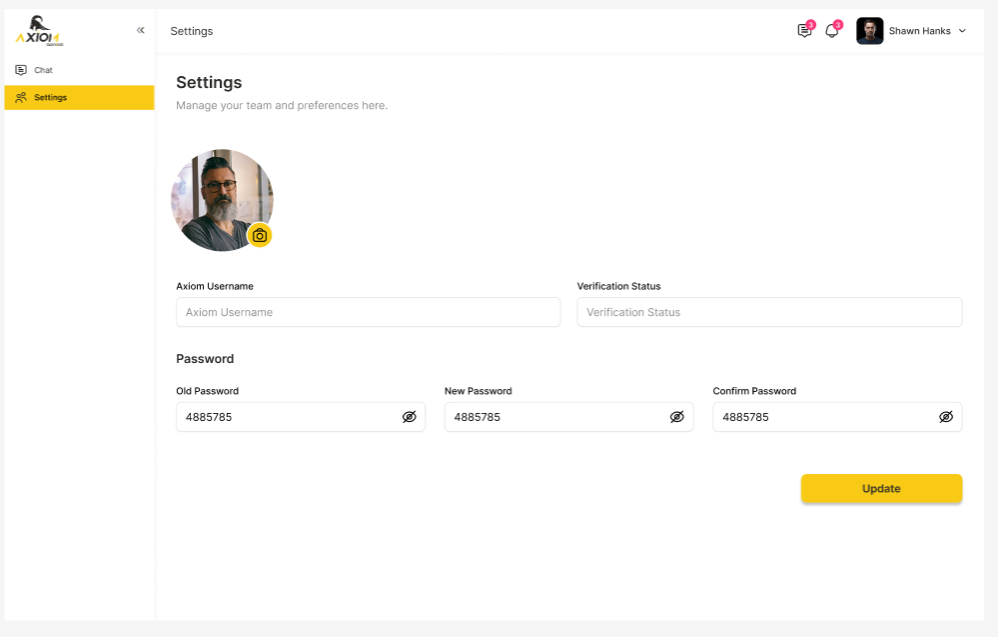 AXIOM
Settings
3
3
Shawn Hanks
Chat
Settings
Settings
Manage your team and preferences here.
Axiom Username
Verification Status
Axiom Username
Verification Status
Password
Old Password
New Password
Confirm Password
4885785
4885785
4885785
Update